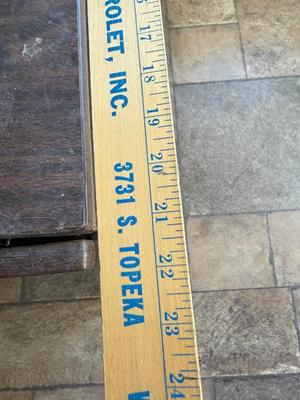 ROLET, INC. 3731 S. TOPEKA
17 18 19 20 21 22 23 24